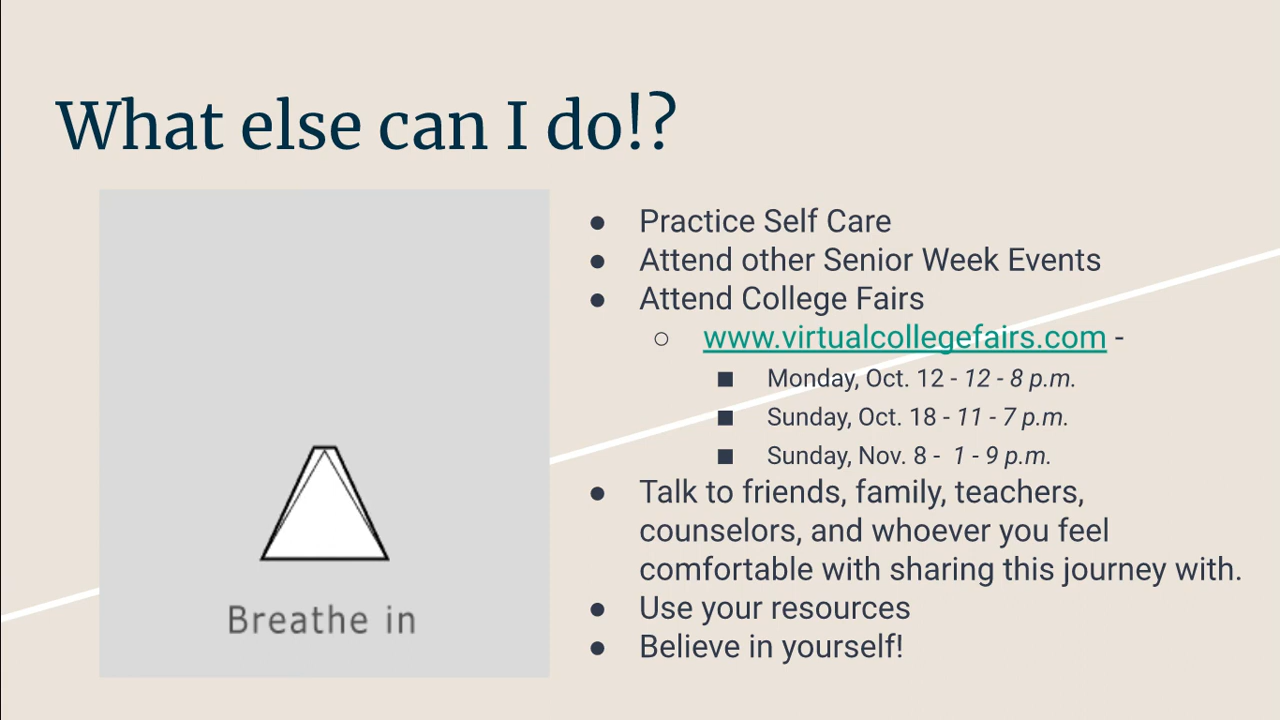 What else can I do!?
● Practice Self Care
● Attend other Senior Week Events
● Attend College Fairs
○ www.virtualcollegefairs.com -
■ Monday, Oct. 12 - 12 - 8 p.m.
■ Sunday, Oct. 18 - 11 - 7 p.m.
■ Sunday, Nov. 8 - 1 - 9 p.m.
● Talk to friends, family, teachers,
counselors, and whoever you feel
comfortable with sharing this journey with.
● Use your resources
● Believe in yourself!
Breathe in